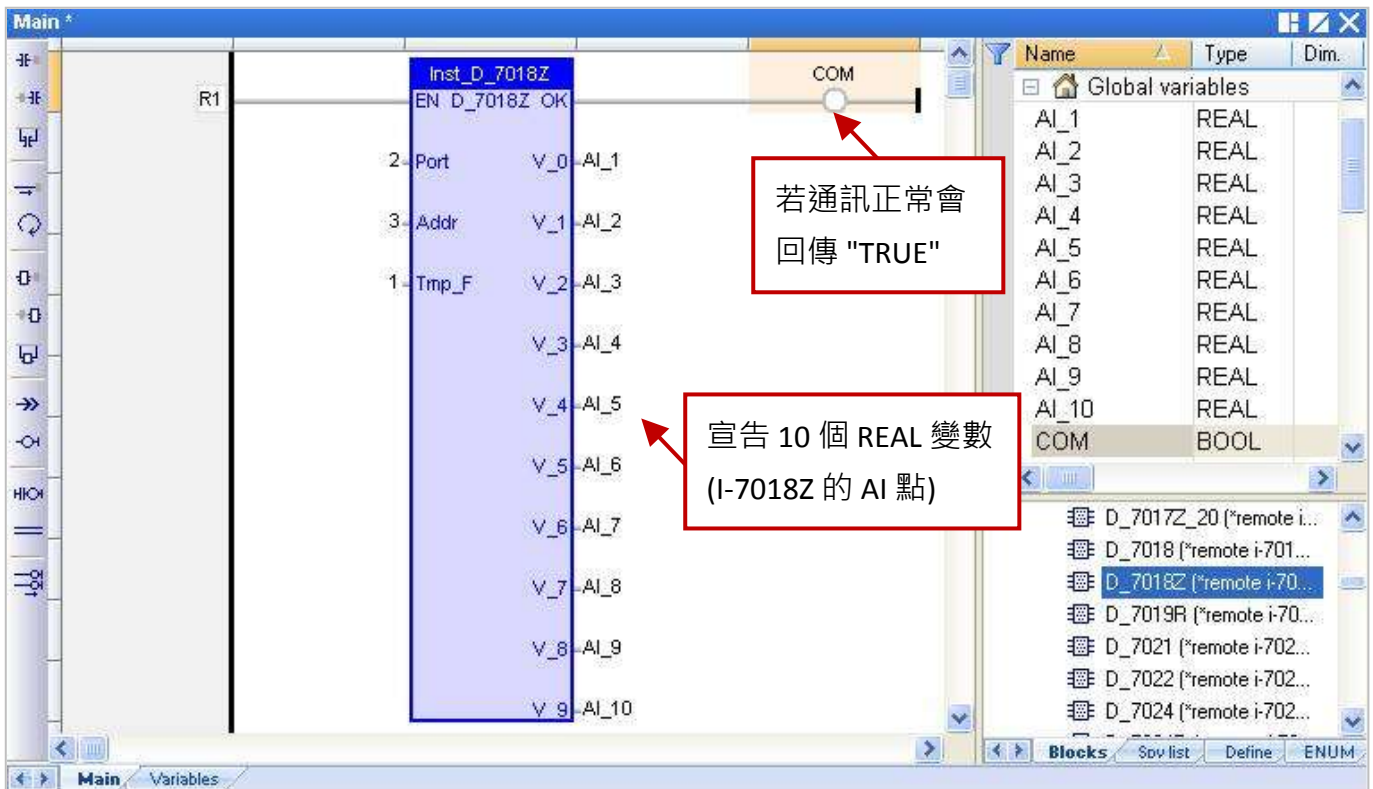 Main *
Inst_D_7018Z
EN D_7018Z OK
COM
R1
2 Port V_0 AI_1
3 Addr V_1 AI_2
1 Tmp_F V_2 AI_3
V_3 AI_4
V_4 AI_5
V_5 AI_6
V_6 AI_7
V_7 AI_8
V_8 AI_9
V_9 AI_10
若通訊正常會
回傳 "TRUE"
宣告 10 個 REAL 變數
(I-7018Z 的 AI 點)
Name Type Dim.
Global variables
AI_1 REAL
AI_2 REAL
AI_3 REAL
AI_4 REAL
AI_5 REAL
AI_6 REAL
AI_7 REAL
AI_8 REAL
AI_9 REAL
AI_10 REAL
COM BOOL
D_7017Z_20 (*remote i...
D_7018 (*remote i-701...
D_7018Z (*remote i-70...
D_7019R (*remote i-70...
D_7021 (*remote i-702...
D_7022 (*remote i-702...
D_7024 (*remote i-702...
Blocks Spy list Define ENUM
Main Variables